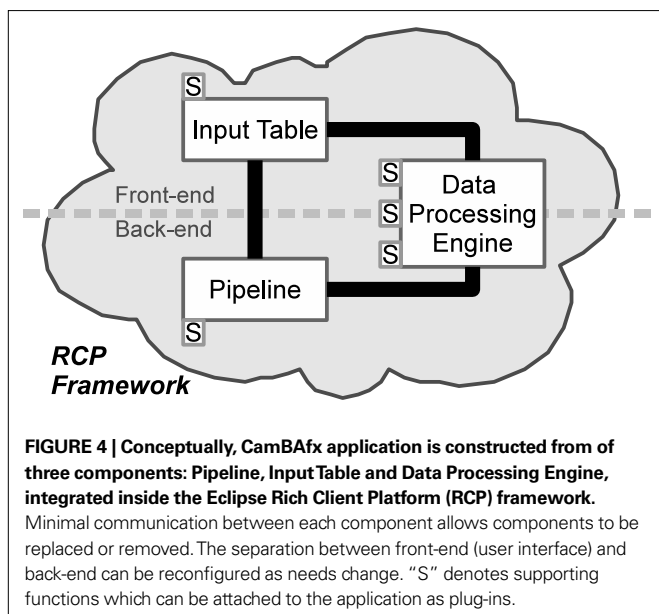 S
Input Table
Front-end
Back-end
S
S
S
Data
Processing
Engine
Pipeline
S
RCP
Framework
FIGURE 4 | Conceptually, CamBAfx application is constructed from of
three components: Pipeline, Input Table and Data Processing Engine,
integrated inside the Eclipse Rich Client Platform (RCP) framework.
Minimal communication between each component allows components to be
replaced or removed. The separation between front-end (user interface) and
back-end can be reconfigured as needs change. “S” denotes supporting
functions which can be attached to the application as plug-ins.